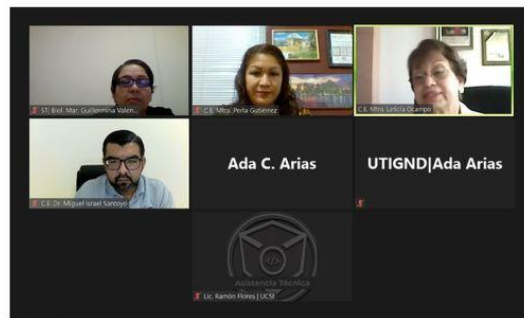 ST: Biol. Mar. Guillermina Valen...
C.E. Mtra. Perla Gutiérrez
C.E. Mtra. Leticia Ocampo
C.E. Dr. Miguel Israel Santoyo
Ada C. Arias
UTIGND|Ada Arias
Asistencia Técnica
Lic. Ramón Flores | UCSI